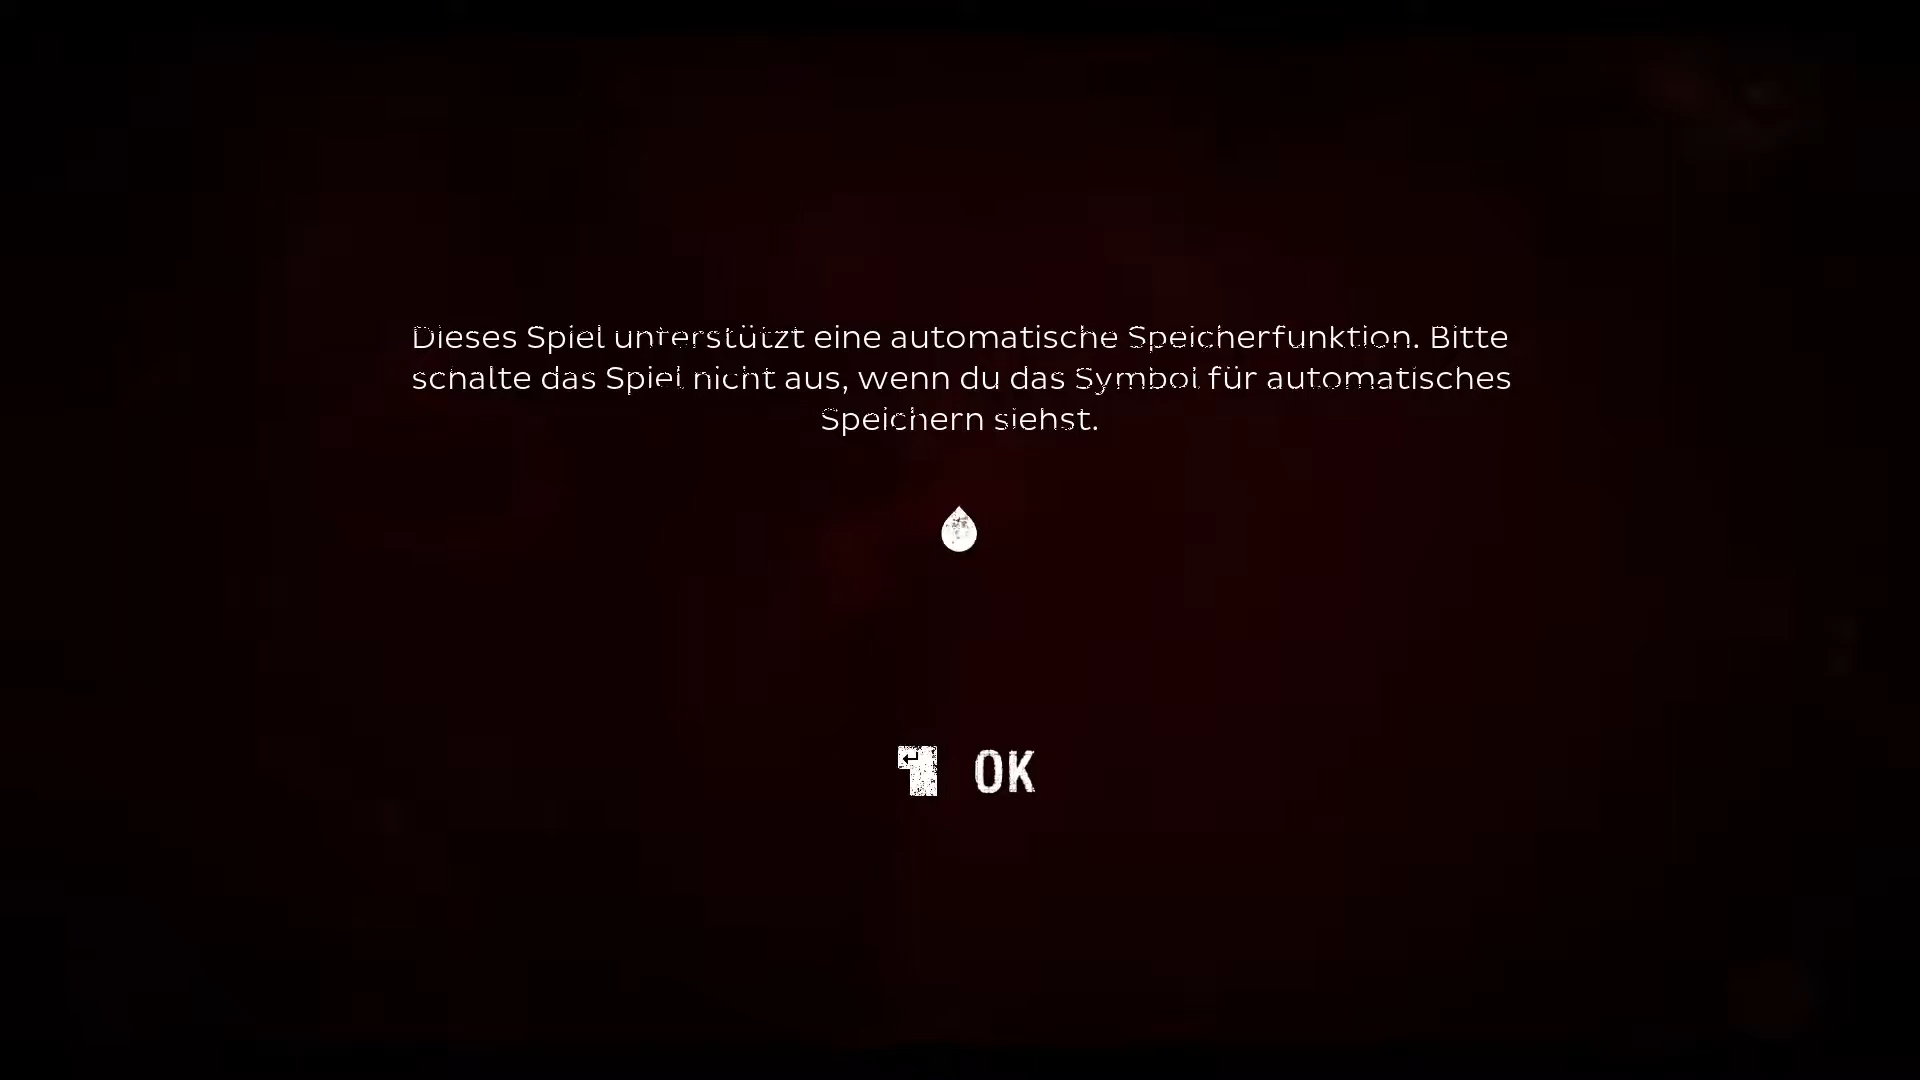 Dieses Spiel unterstützt eine automatische Speicherfunktion. Bitte
schalte das Spiel nicht aus, wenn du das Symbol für automatisches
Speichern siehst.
OK